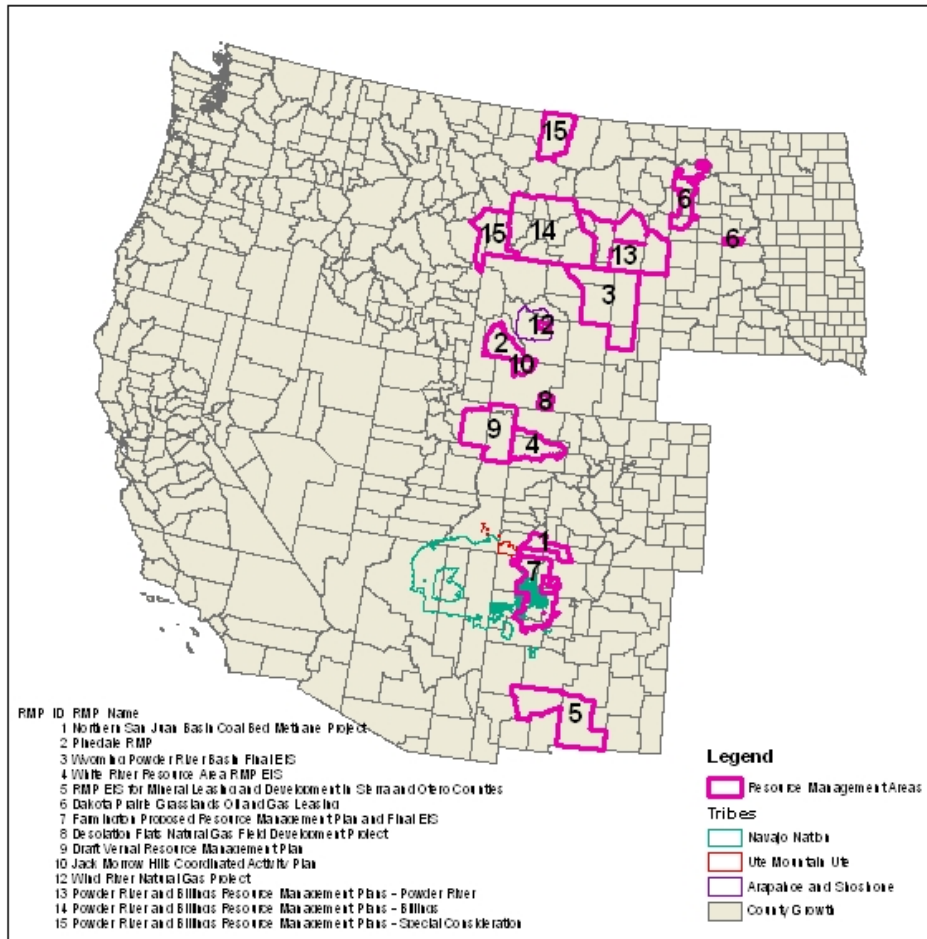 15
6
15
14
13
6
3
12
2
10
8
9
4
1
7
5
RMP ID RMP Name
1 Northern San Juan Basin Coal Bed Methane Project
2 Pinedale RMP
3 Wyoming Powder River Basin Final EIS
4 White River Resource Area RMP EIS
5 RMP EIS for Mineral Leasing and Development in Sierra and Otero Counties
6 Dakota Prairie Grasslands Oil and Gas Leasing
7 Farmington Proposed Resource Management Plan and Final EIS
8 Desolation Flats Natural Gas Field Development Project
9 Draft Vernal Resource Management Plan
10 Jack Morrow Hills Coordinated Activity Plan
12 Wind River Natural Gas Project
13 Powder River and Billings Resource Management Plans - Powder River
14 Powder River and Billings Resource Management Plans - Billings
15 Powder River and Billings Resource Management Plans - Special Consideration
Legend
Resource Management Areas
Tribes
Navajo Nation
Ute Mountain Ute
Arapahoe and Shoshone
County Growth